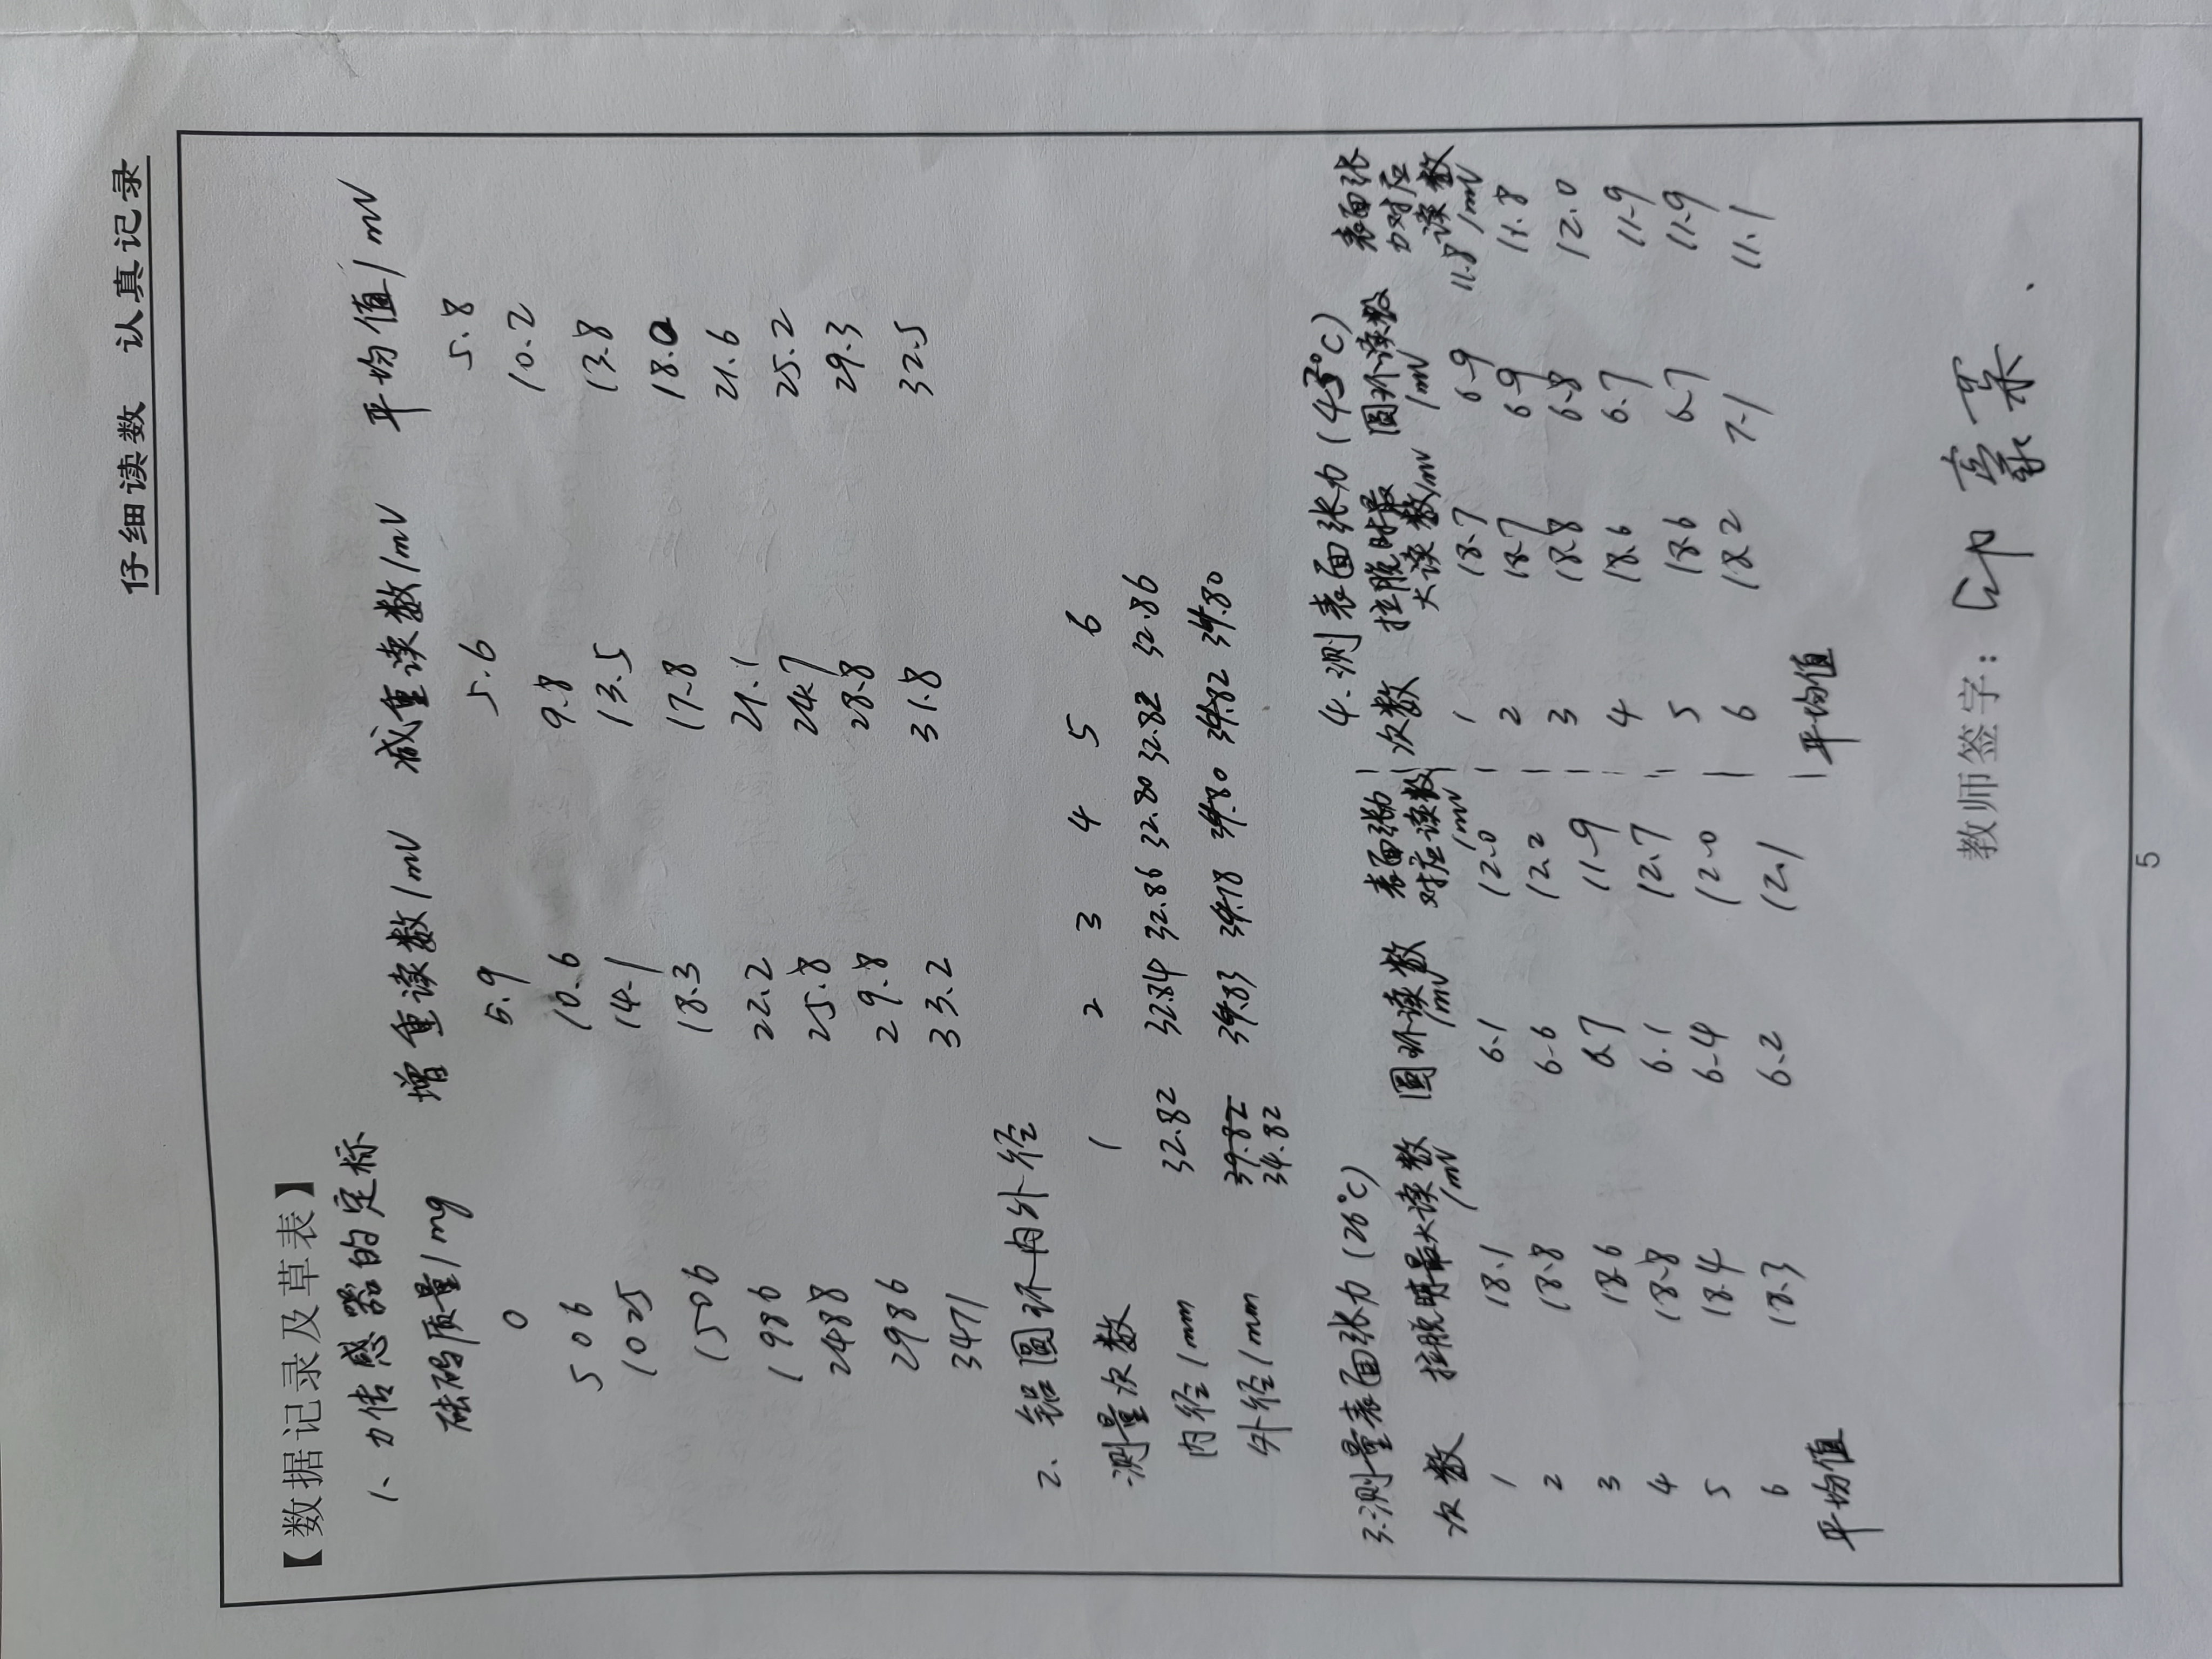 仔细读数 认真记录
【数据记录及草表】
1、力传感器的定标
砝码质量/mg 增重读数/mV 减重读数/mV 平均值/mV
0 5.9 5.6 5.8
506 10.6 9.8 10.2
1025 14.1 13.5 13.8
1506 18.3 17.8 18.0
1986 22.2 21.1 21.6
2488 25.8 24.7 25.2
2986 29.8 28.8 29.3
3471 33.2 31.8 32.5
2、铝圆环内外径
测量次数 1 2 3 4 5 6
内径/mm 32.82 32.84 32.86 32.80 32.82 32.86
外径/mm 39.82 34.83 34.78 34.80 34.82 34.80
34.82
3.测量表面张力(26℃) 4.测表面张力(43℃)
次数 拉脱时最大读数/mV 圆环读数/mV 表面张力对应读数/mV 次数 拉脱时最大读数/mV 圆环读数/mV 表面张力对应读数/mV
1 18.1 6.1 12.0 1 18.7 6.9 11.8
2 18.8 6.6 12.2 2 18.7 6.9 11.8
3 18.6 6.7 11.9 3 18.8 6.8 12.0
4 18.8 6.1 12.7 4 18.6 6.7 11.9
5 18.4 6.4 12.0 5 18.6 6.7 11.9
6 18.3 6.2 12.1 6 18.2 7.1 11.1
平均值 平均值
教师签字:
5